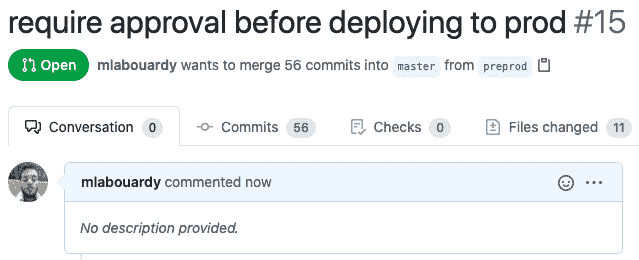 require approval before deploying to prod #15
Open mlabouardy wants to merge 56 commits into master from preprod
Conversation 0 Commits 56 Checks 0 Files changed 11
mlabouardy commented now
No description provided.